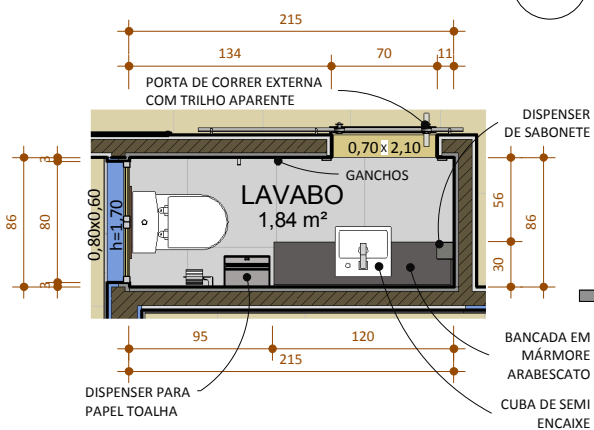 215
134
70
11
PORTA DE CORRER EXTERNA
COM TRILHO APARENTE
DISPENSER
DE SABONETE
0,70 x 2,10
GANCHOS
LAVABO
1,84 m²
0,80x0,60
h=1,70
86
3
80
3
56
30
86
95
120
215
BANCADA EM
MÁRMORE
ARABESCATO
DISPENSER PARA
PAPEL TOALHA
CUBA DE SEMI
ENCAIXE